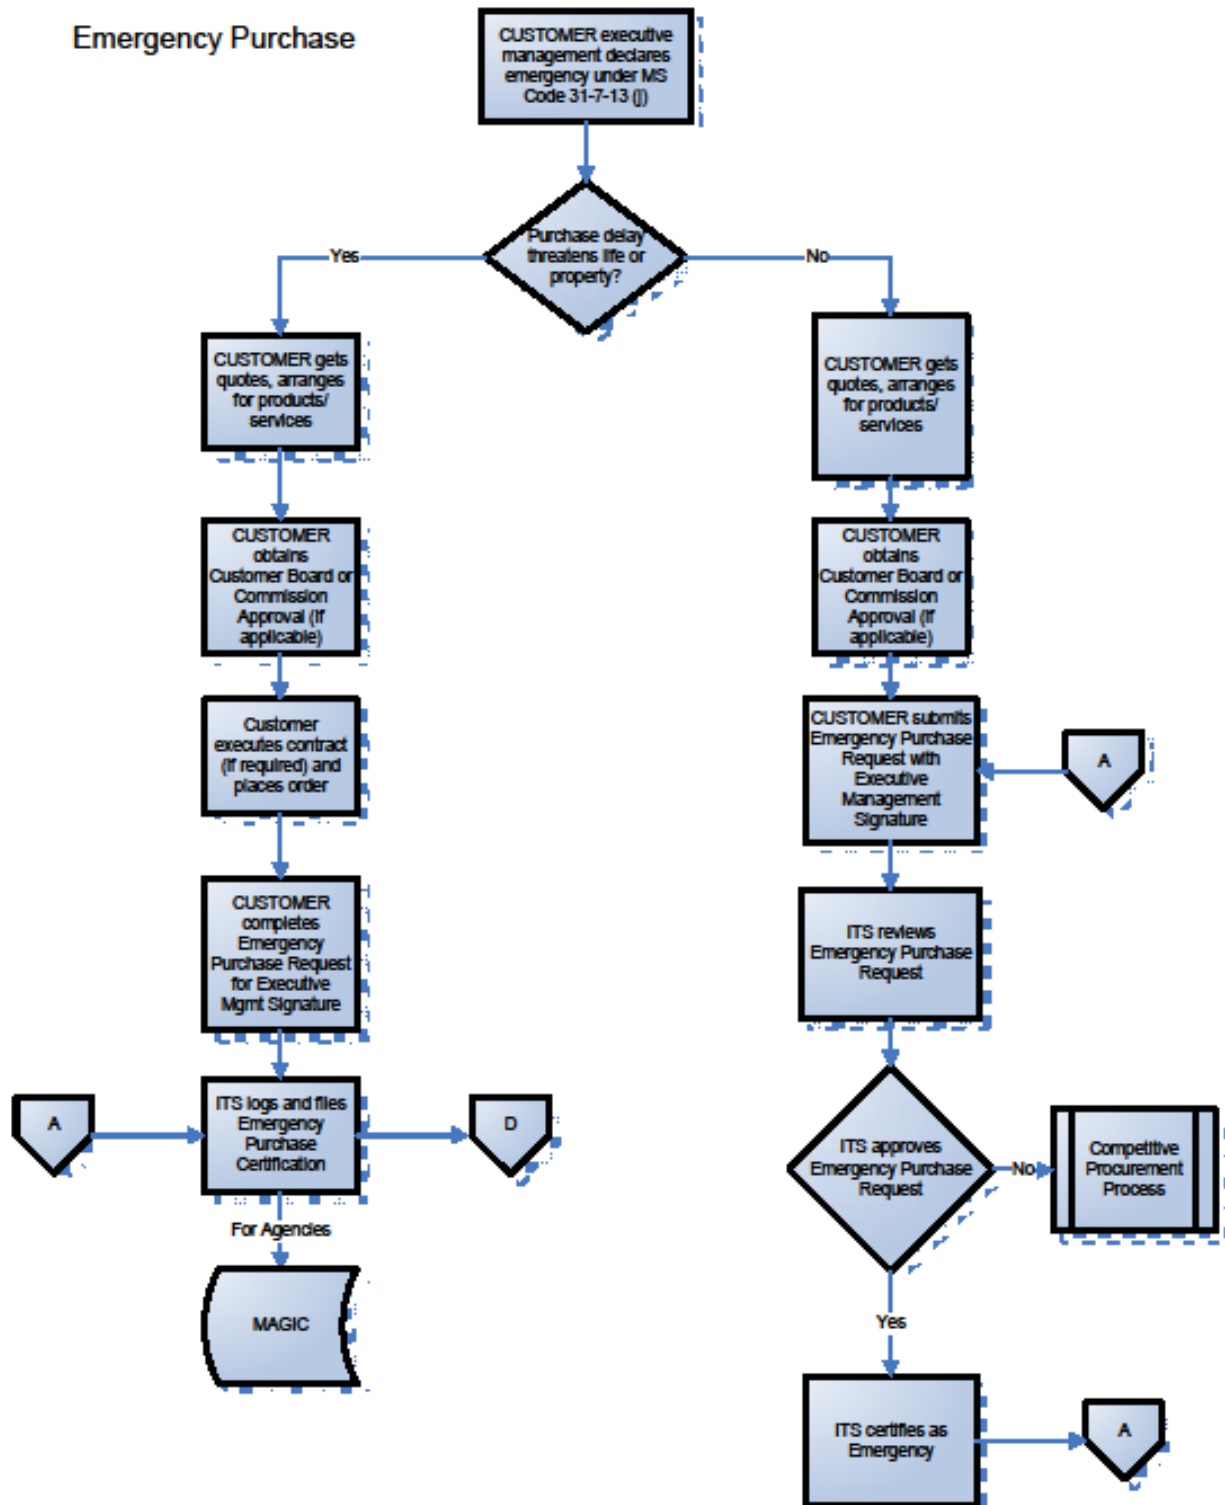 Emergency Purchase
CUSTOMER executive
management declares
emergency under MS
Code 31-7-13 (j)
Purchase delay
threatens life or
property?
Yes
No
CUSTOMER gets
quotes, arranges
for products/
services
CUSTOMER gets
quotes, arranges
for products/
services
CUSTOMER
obtains
Customer Board or
Commission
Approval (if
applicable)
CUSTOMER
obtains
Customer Board or
Commission
Approval (if
applicable)
Customer
executes contract
(if required) and
places order
CUSTOMER submits
Emergency Purchase
Request with
Executive
Management
Signature
A
CUSTOMER
completes
Emergency
Purchase Request
for Executive
Mgmt Signature
ITS reviews
Emergency Purchase
Request
A
ITS logs and files
Emergency
Purchase
Certification
D
ITS approves
Emergency Purchase
Request
No
Competitive
Procurement
Process
For Agencies
MAGIC
Yes
ITS certifies as
Emergency
A